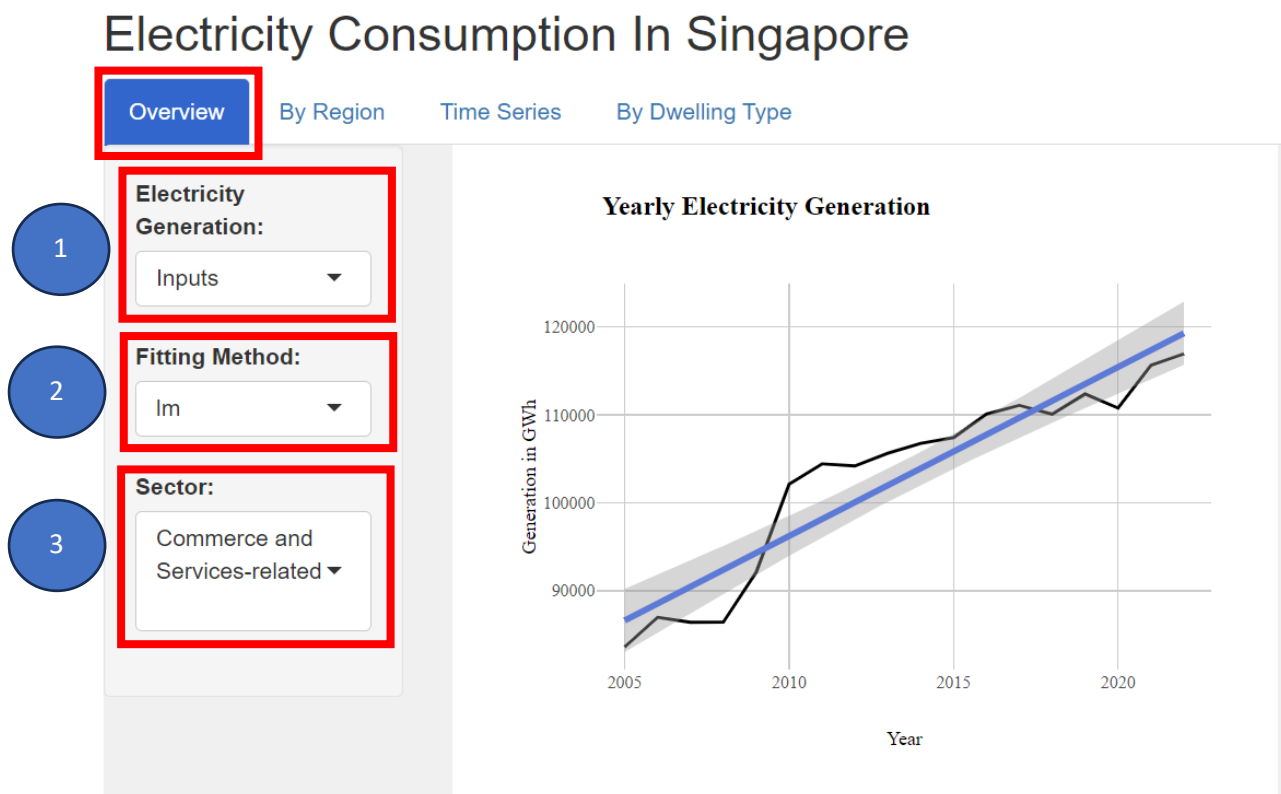 Electricity Consumption In Singapore
Overview By Region Time Series By Dwelling Type
1
Electricity
Generation:
Inputs
2
Fitting Method:
lm
3
Sector:
Commerce and
Services-related
Yearly Electricity Generation
Generation in GWh
120000
110000
100000
90000
2005 2010 2015 2020
Year